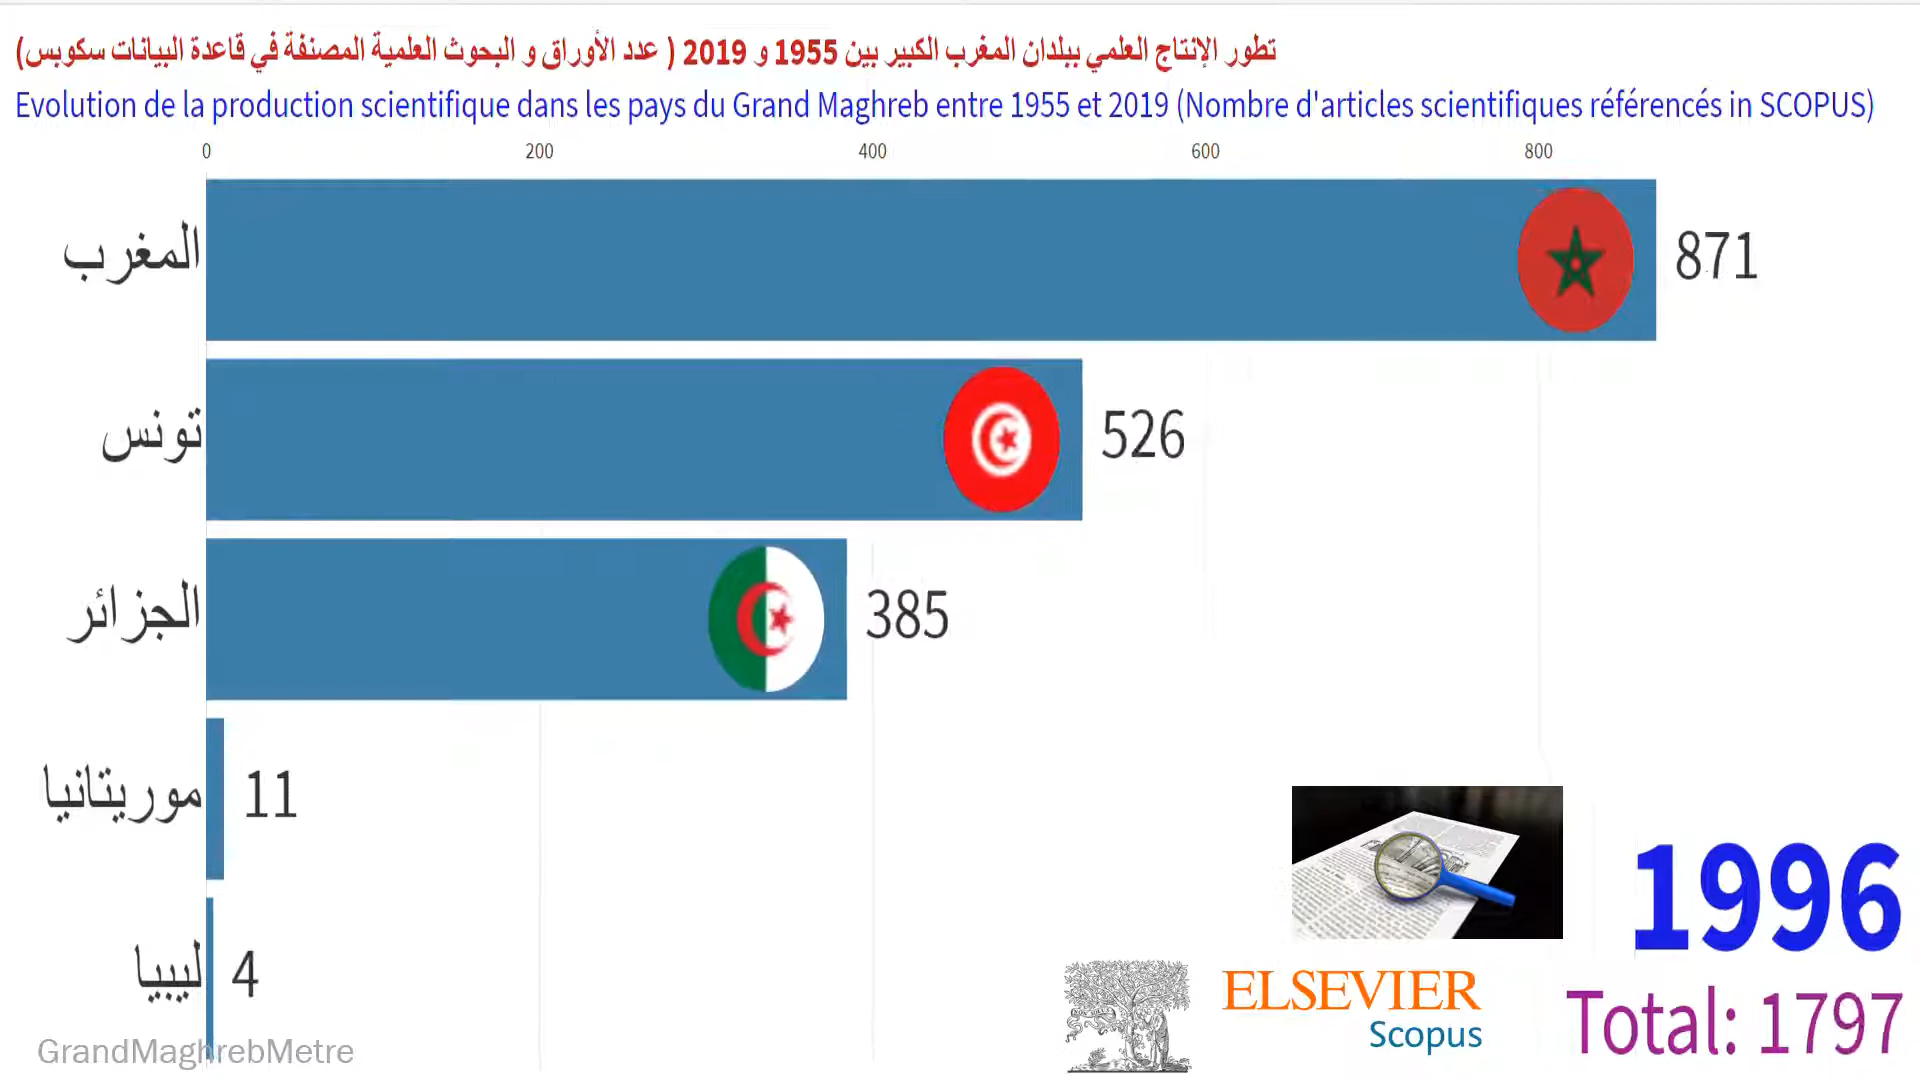 تطور الإنتاج العلمي ببلدان المغرب الكبير بين 1955 و 2019 ( عدد الأوراق و البحوث العلمية المصنفة في قاعدة البيانات سكوبس)
Evolution de la production scientifique dans les pays du Grand Maghreb entre 1955 et 2019 (Nombre d'articles scientifiques référencés in SCOPUS)
0 200 400 600 800
المغرب 871
تونس 526
الجزائر 385
موريتانيا 11
ليبيا 4
1996
ELSEVIER
Scopus
Total: 1797
GrandMaghrebMetre